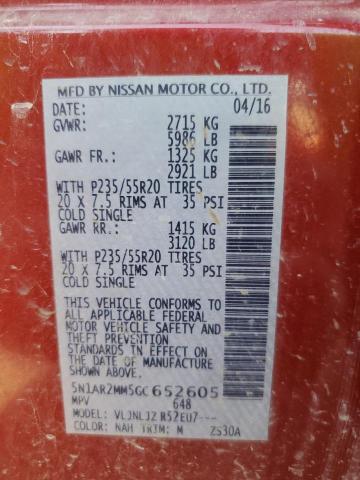 MFD BY NISSAN MOTOR CO., LTD.
DATE: 04/16
GVWR: 2715 KG
5986 LB
GAWR FR.: 1325 KG
2921 LB
WITH P235/55R20 TIRES
20 X 7.5 RIMS AT 35 PSI
COLD SINGLE
GAWR RR.: 1415 KG
3120 LB
WITH P235/55R20 TIRES
20 X 7.5 RIMS AT 35 PSI
COLD SINGLE
THIS VEHICLE CONFORMS TO
ALL APPLICABLE FEDERAL
MOTOR VEHICLE SAFETY AND
THEFT PREVENTION
STANDARDS IN EFFECT ON
THE DATE OF MANUFACTURE
SHOWN ABOVE.
5N1AR2MM5GC652605
MPV 648
MODEL: VLJNLJZ R52EU7---
COLOR: NAH TRIM: M ZS30A